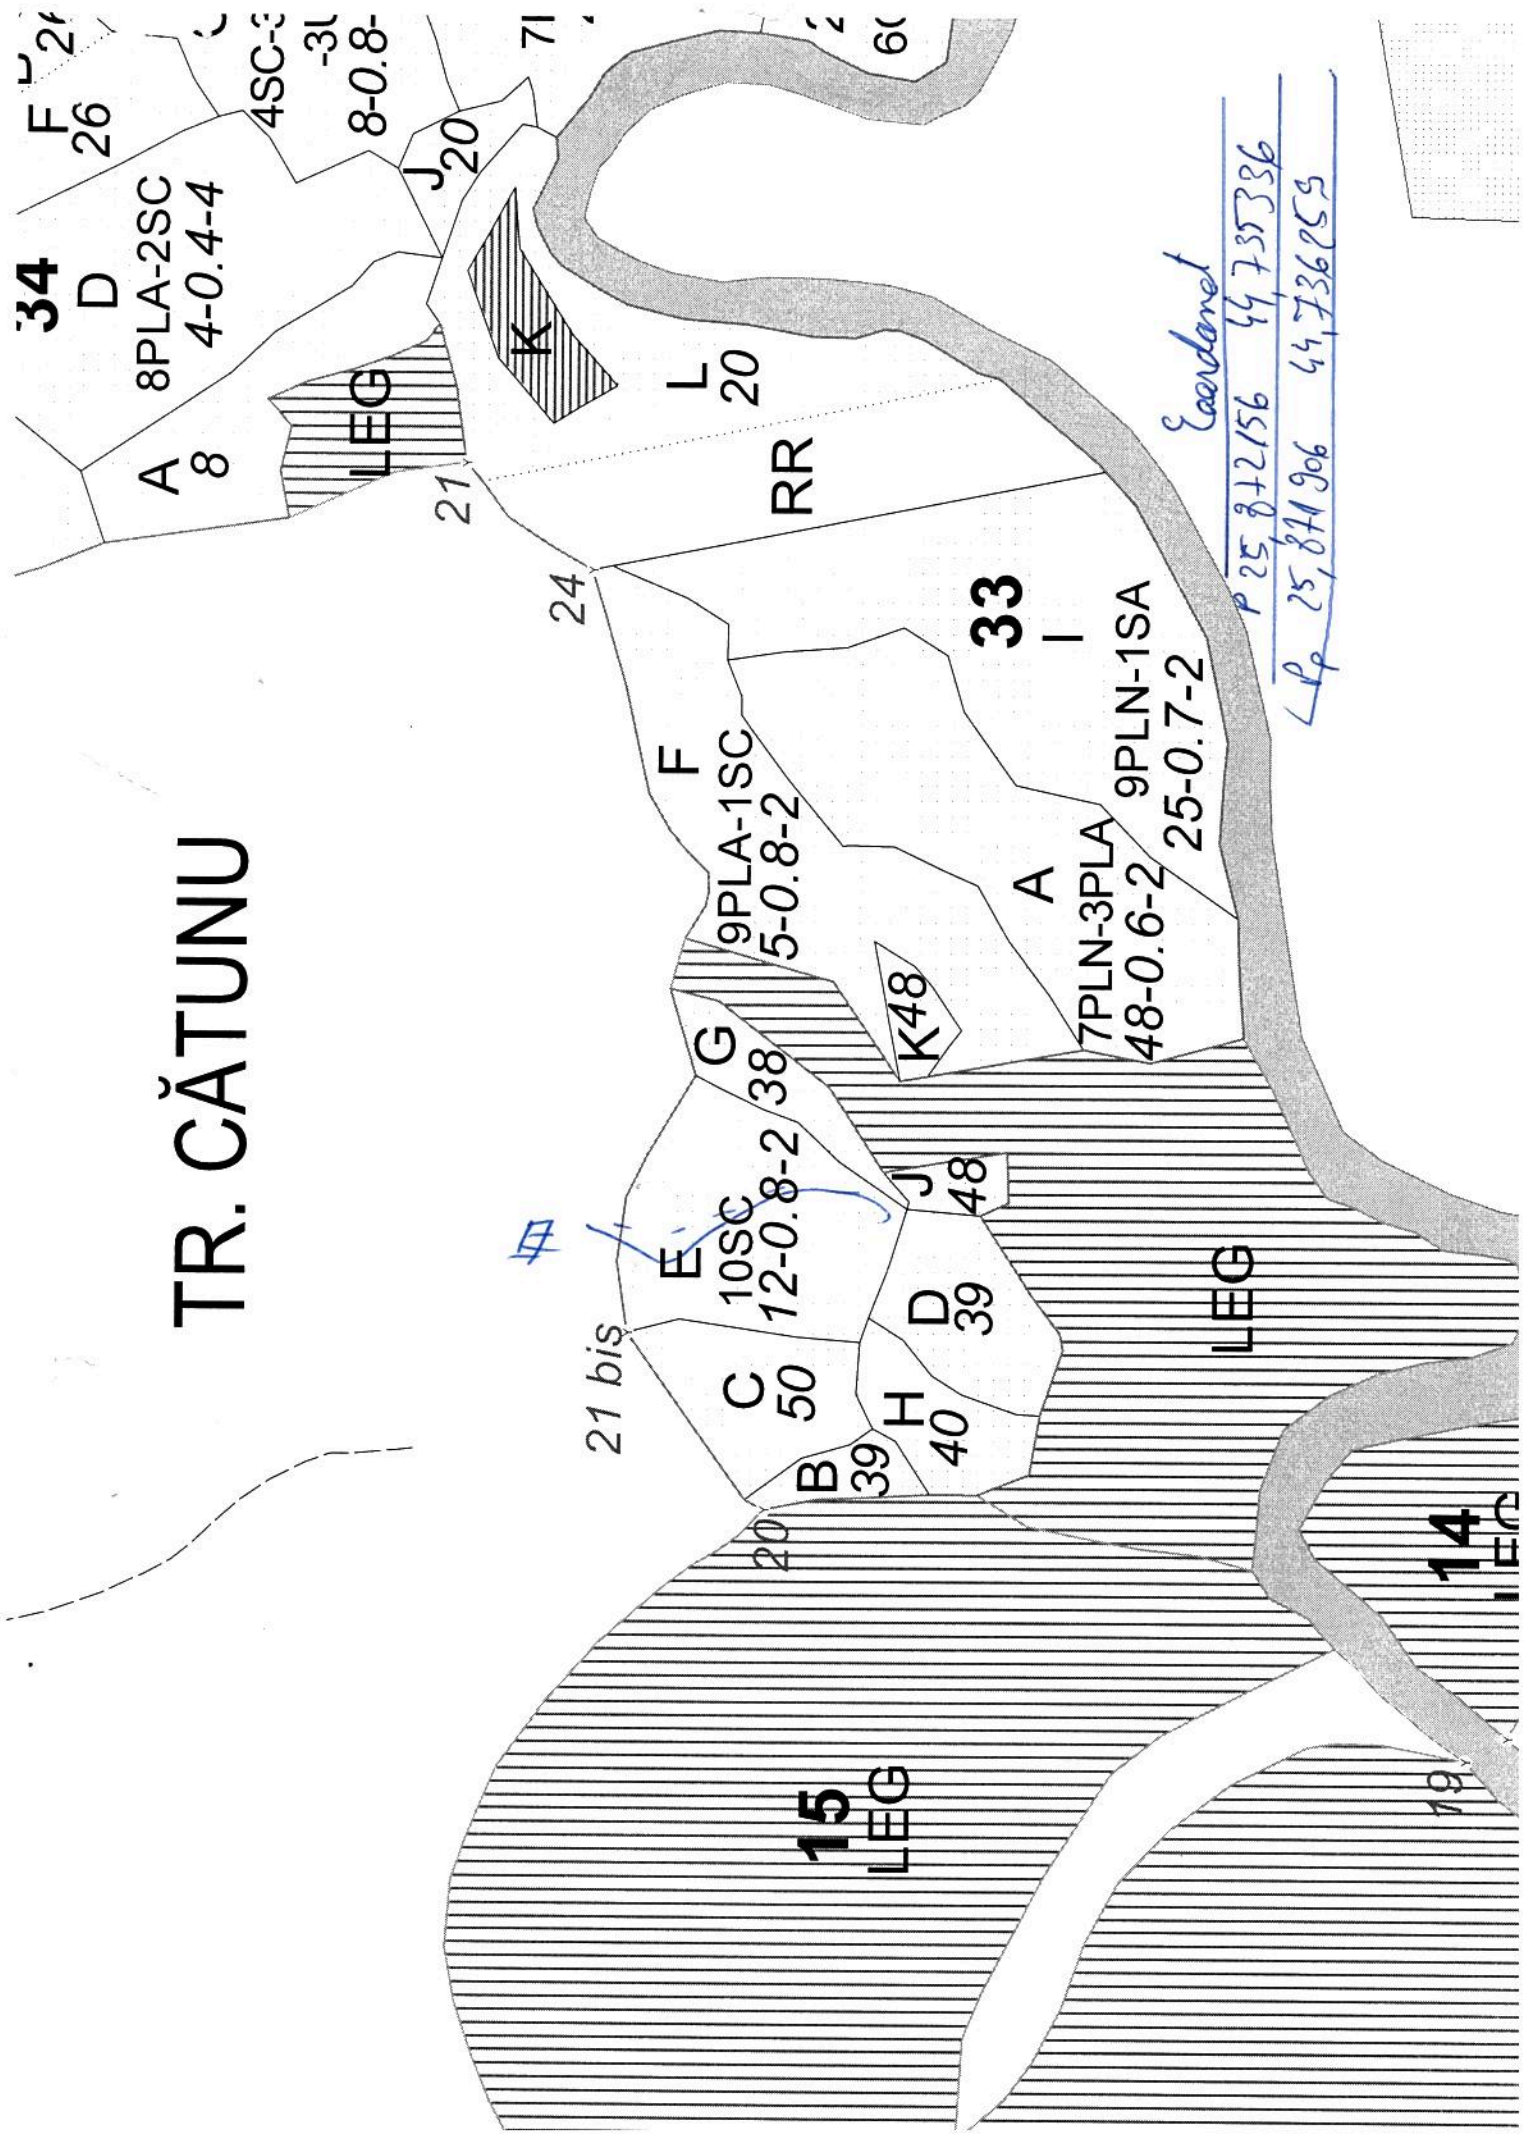 TR. CĂTUNU
34
D
8PLA-2SC
4-0.4-4
F
26
4SC-3
8-0.8-
A
8
LEG
J
20
K
L
20
21
RR
24
33
I
9PLN-1SA
25-0.7-2
F
9PLA-1SC
5-0.8-2
A
7PLN-3PLA
48-0.6-2
K48
G
38
E
10SC
12-0.8-2
J
48
D
39
21 bis
C
50
H
40
B
39
20
LEG
15
LEG
14
LEG
19
Coordonat
P 25,872156 44,735336
Pp 25,871906 44,736259